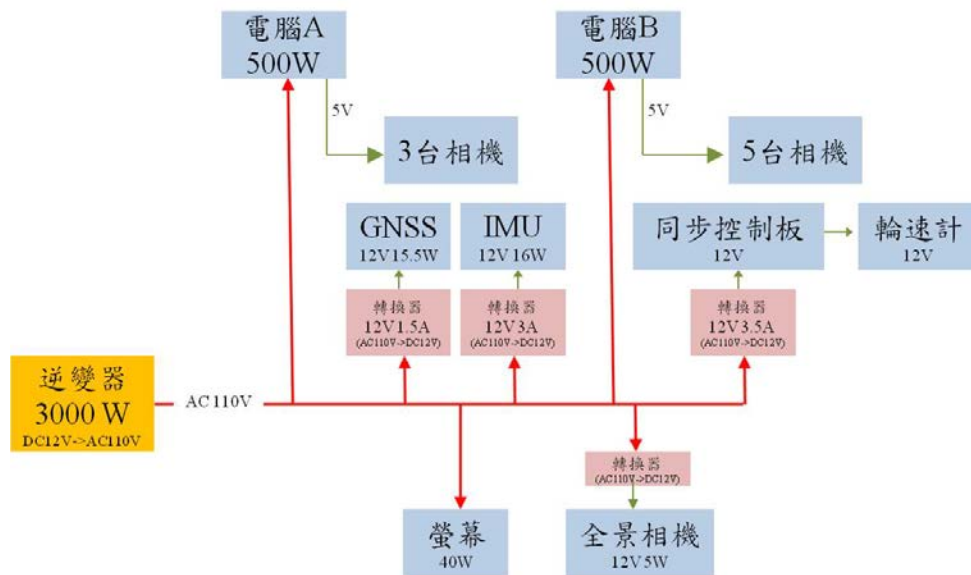 電腦A
500W
5V
3台相機
電腦B
500W
5V
5台相機
GNSS
12V 15.5W
IMU
12V 16W
同步控制板
12V
輪速計
12V
轉換器
12V 1.5A
(AC110V->DC12V)
轉換器
12V 3A
(AC110V->DC12V)
轉換器
12V 3.5A
(AC110V->DC12V)
逆變器
3000 W
DC12V->AC110V
AC110V
轉換器
(AC110V->DC12V)
螢幕
40W
全景相機
12V 5W